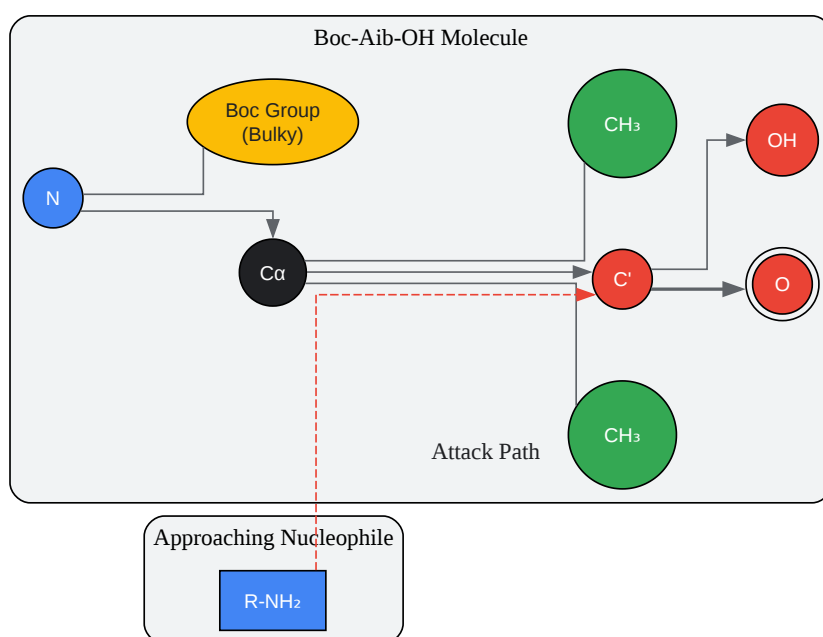 Boc-Aib-OH Molecule
Boc Group
(Bulky)
CH₃
OH
N
Cα
C'
O
CH₃
Attack Path
Approaching Nucleophile
R-NH₂